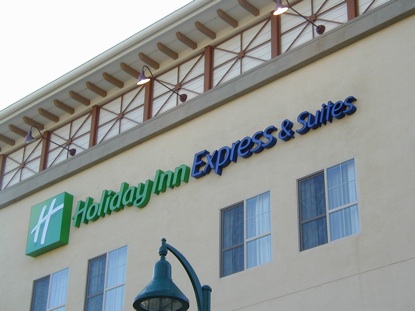 H Holiday Inn Express & Suites